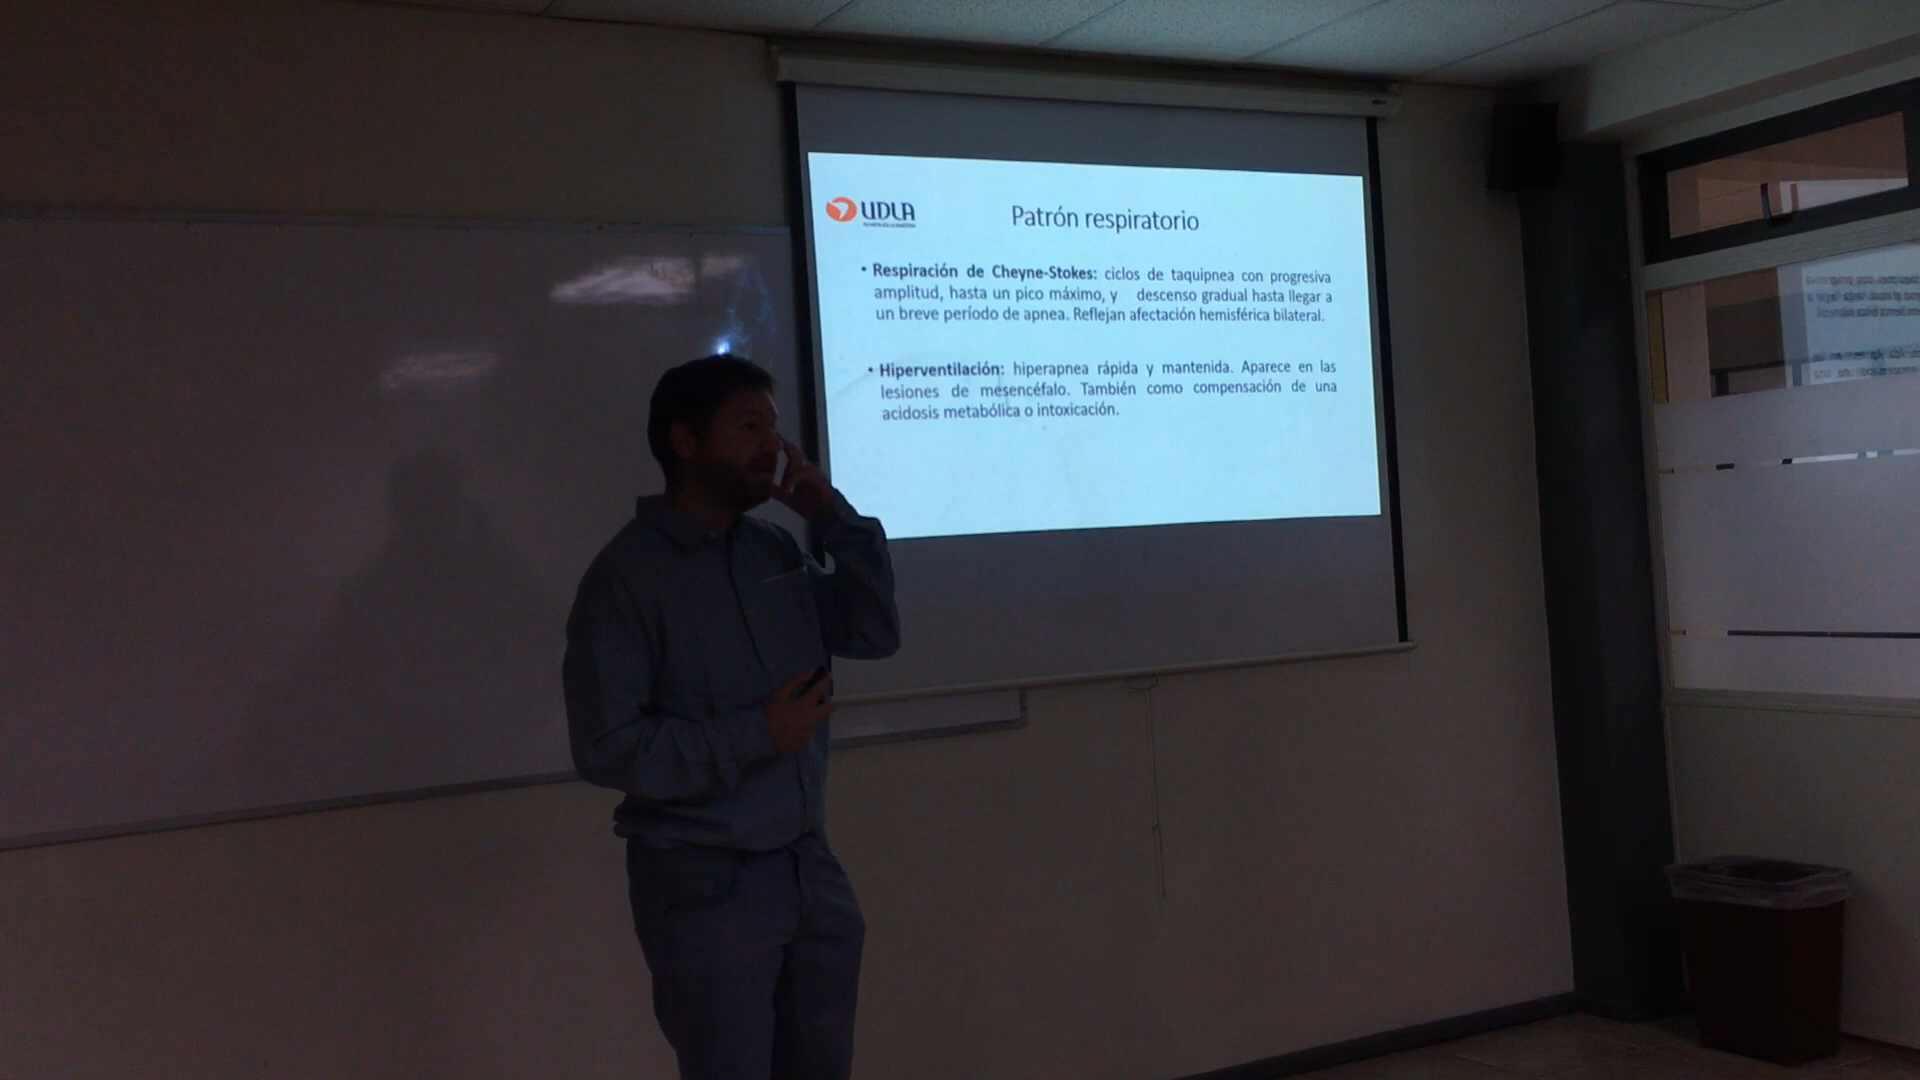 UDLA
Patrón respiratorio
• Respiración de Cheyne-Stokes: ciclos de taquipnea con progresiva
amplitud, hasta un pico máximo, y descenso gradual hasta llegar a
un breve período de apnea. Reflejan afectación hemisférica bilateral.
• Hiperventilación: hiperapnea rápida y mantenida. Aparece en las
lesiones de mesencéfalo. También como compensación de una
acidosis metabólica o intoxicación.